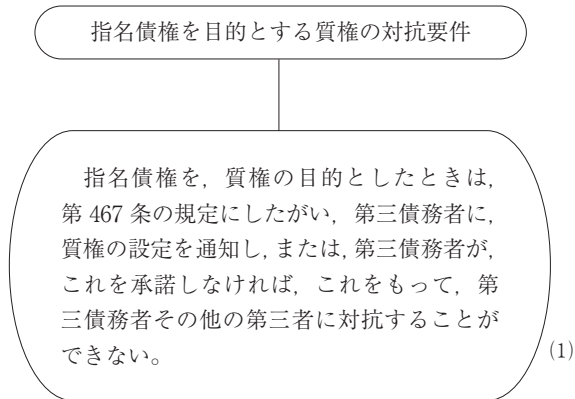 指名債権を目的とする質権の対抗要件
指名債権を，質権の目的としたときは，
第 467 条の規定にしたがい，第三債務者に，
質権の設定を通知し，または，第三債務者が，
これを承諾しなければ，これをもって，第
三債務者その他の第三者に対抗することが
できない。
(1)